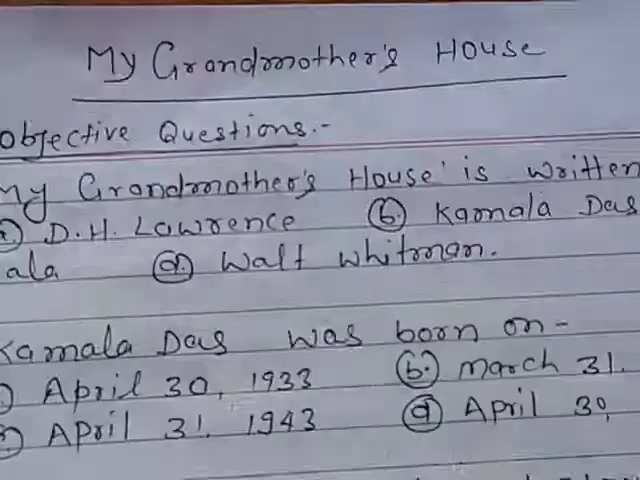 My Grandmother's House
Objective Questions.-
My Grandmother's House' is written
D.H. Lawrence (b.) Kamala Das
ala (d.) Walt Whitman.
Kamala Das was born on-
April 30, 1933 (b.) March 31.
April 31, 1943 (d) April 30,